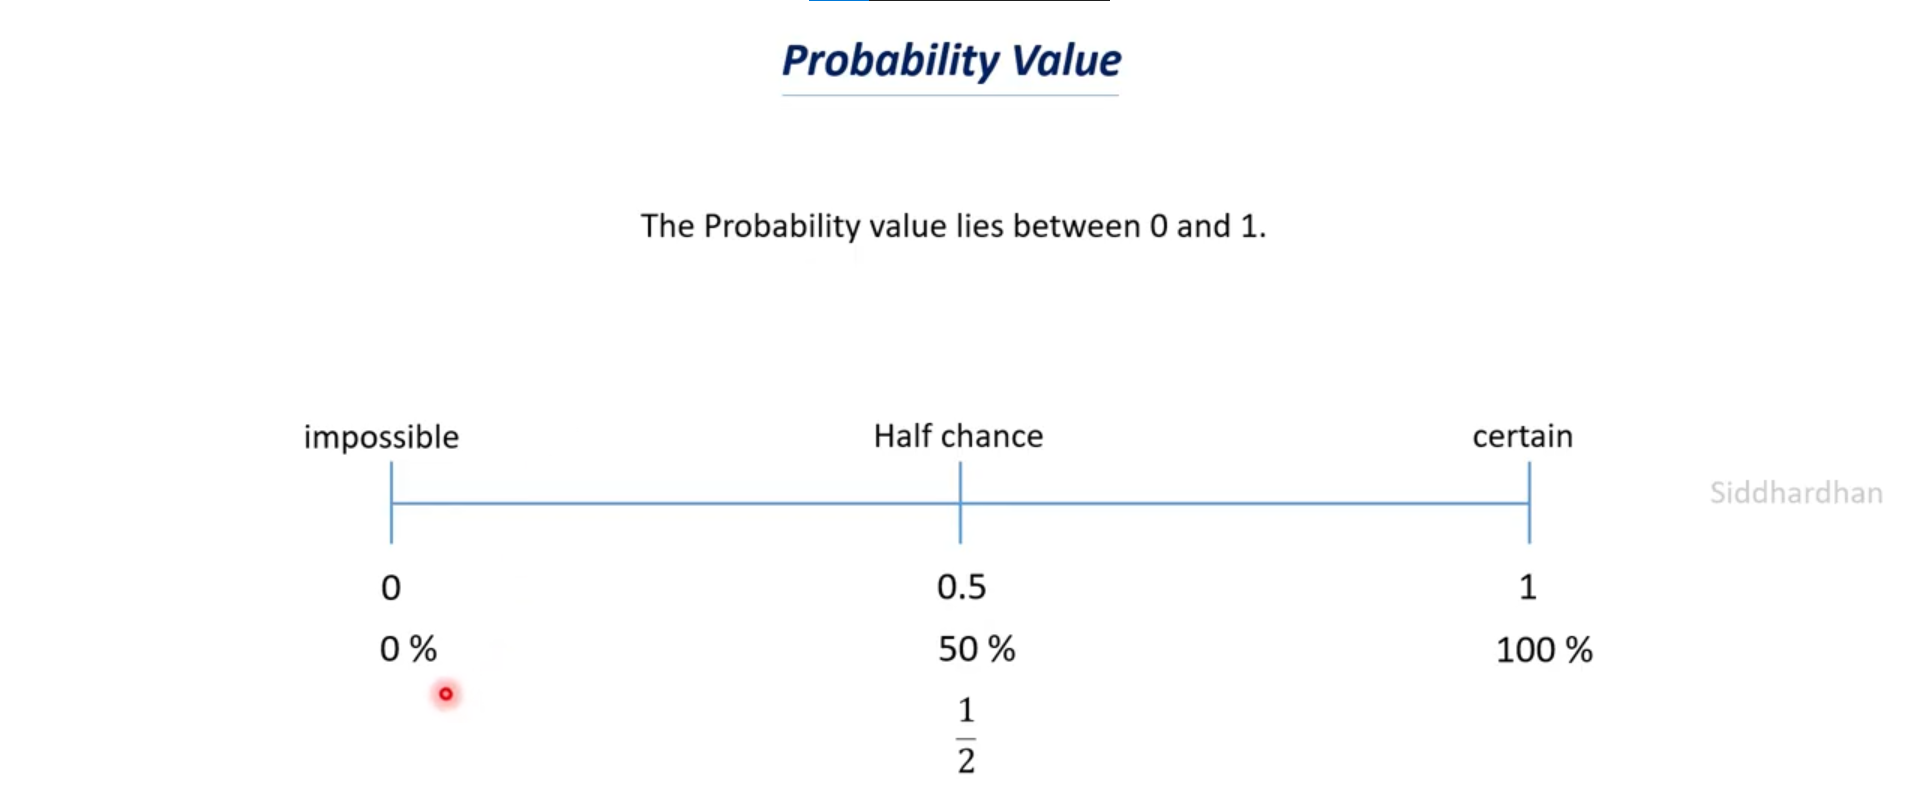 Probability Value
The Probability value lies between 0 and 1.
impossible Half chance certain
Siddhardhan
0 0.5 1
0 % 50 % 100 %
1
2